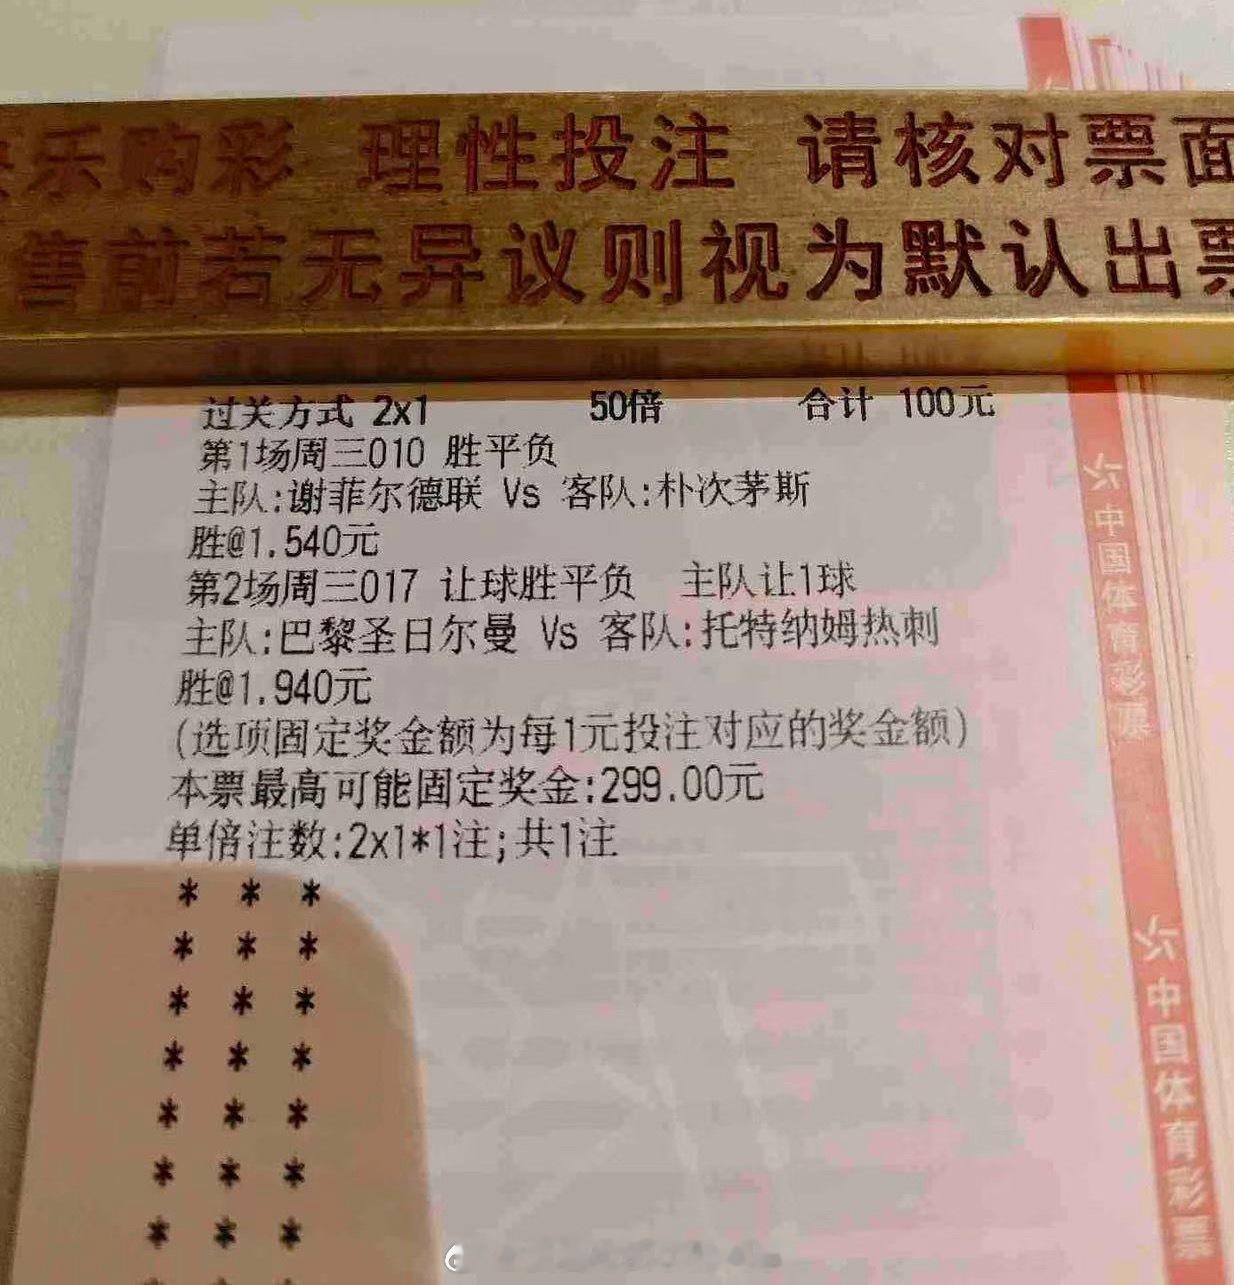 乐购彩 理性投注 请核对票面
售前若无异议则视为默认出票
过关方式 2x1 50倍 合计 100元
第1场周三010 胜平负
主队:谢菲尔德联 Vs 客队:朴次茅斯
胜@1.540元
第2场周三017 让球胜平负 主队让1球
主队:巴黎圣日尔曼 Vs 客队:托特纳姆热刺
胜@1.940元
(选项固定奖金额为每1元投注对应的奖金额)
本票最高可能固定奖金:299.00元
单倍注数:2x1*1注;共1注
* * *
* * *
* * *
* * *
* * *
* * *
* * *
中国体育彩票
中国体育彩票